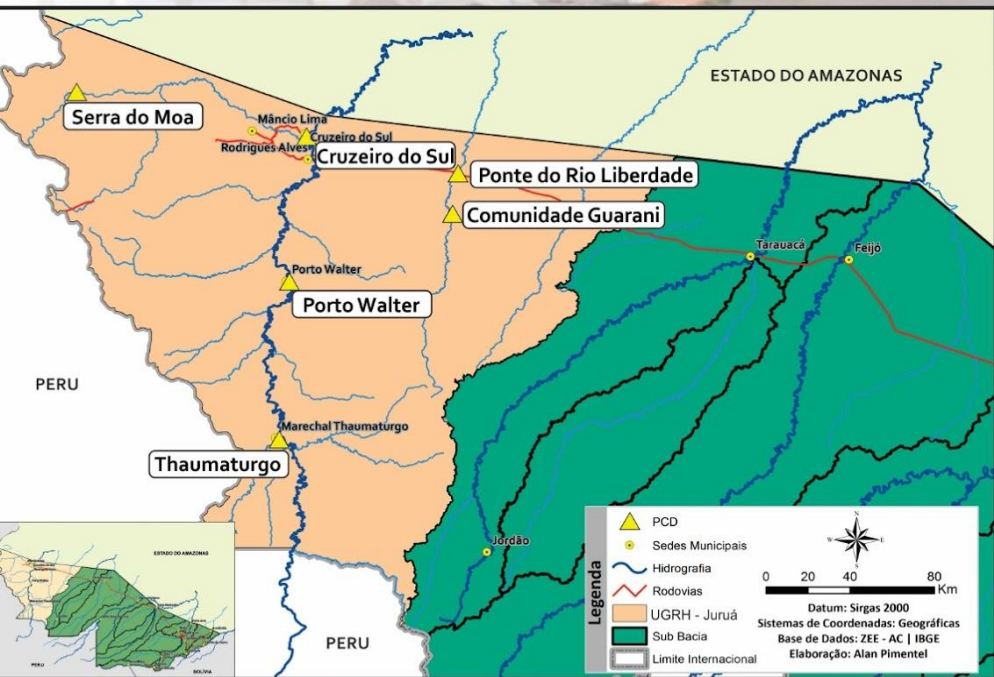 ESTADO DO AMAZONAS
Serra do Moa
Mâncio Lima
Cruzeiro do Sul
Rodrigues Alves
Cruzeiro do Sul
Ponte do Rio Liberdade
Comunidade Guarani
Tarauacá
Feijó
Porto Walter
Porto Walter
PERU
Marechal Thaumaturgo
Thaumaturgo
Jordão
PERU
ESTADO DO AMAZONAS
PERU
BOLÍVIA
Legenda
PCD
Sedes Municipais
Hidrografia
Rodovias
UGRH - Juruá
Sub Bacia
Limite Internacional
N
W E
S
0 20 40 80
Km
Datum: Sirgas 2000
Sistemas de Coordenadas: Geográficas
Base de Dados: ZEE - AC | IBGE
Elaboração: Alan Pimentel